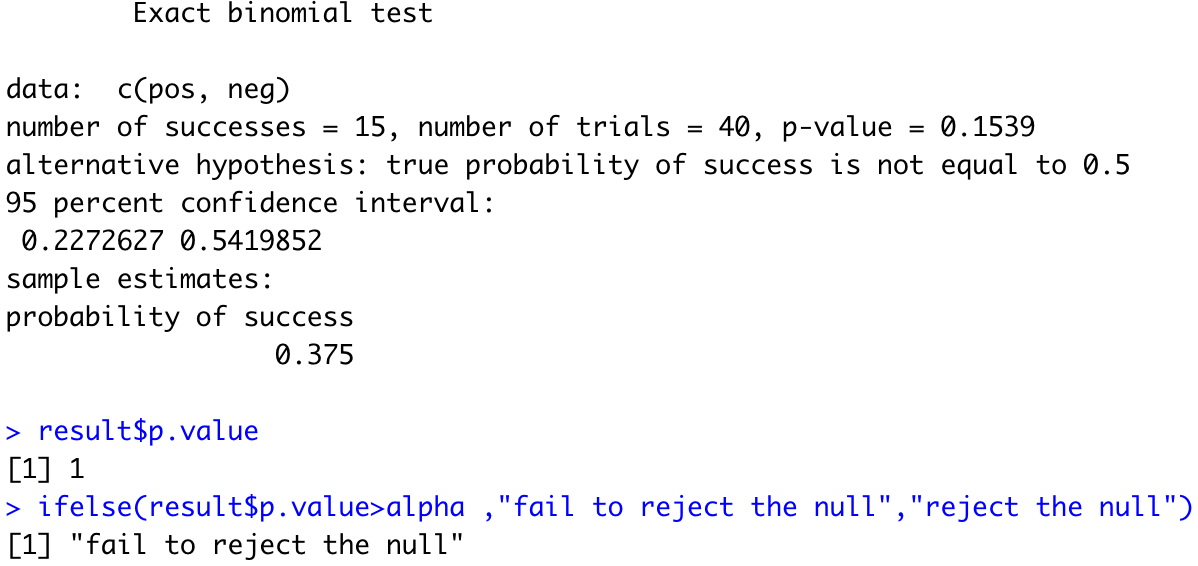 Exact binomial test
data:  c(pos, neg)
number of successes = 15, number of trials = 40, p-value = 0.1539
alternative hypothesis: true probability of success is not equal to 0.5
95 percent confidence interval:
 0.2272627 0.5419852
sample estimates:
probability of success
                 0.375
> result$p.value
[1] 1
> ifelse(result$p.value>alpha ,"fail to reject the null","reject the null")
[1] "fail to reject the null"